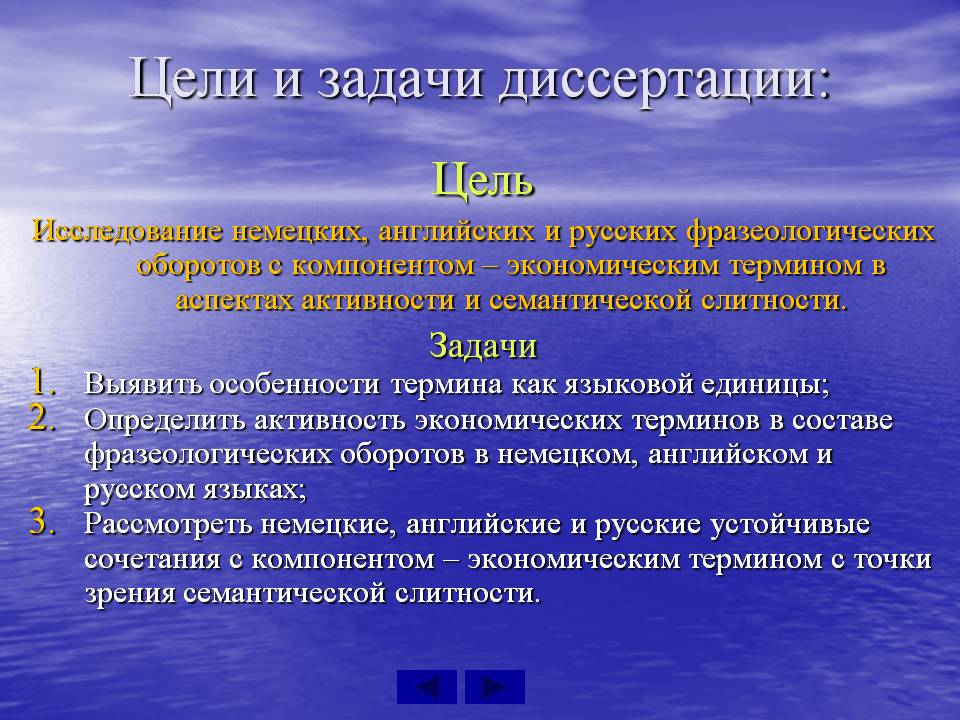 Цели и задачи диссертации:
Цель
Исследование немецких, английских и русских фразеологических
оборотов с компонентом – экономическим термином в
аспектах активности и семантической слитности.
Задачи
1. Выявить особенности термина как языковой единицы;
2. Определить активность экономических терминов в составе
фразеологических оборотов в немецком, английском и
русском языках;
3. Рассмотреть немецкие, английские и русские устойчивые
сочетания с компонентом – экономическим термином с точки
зрения семантической слитности.